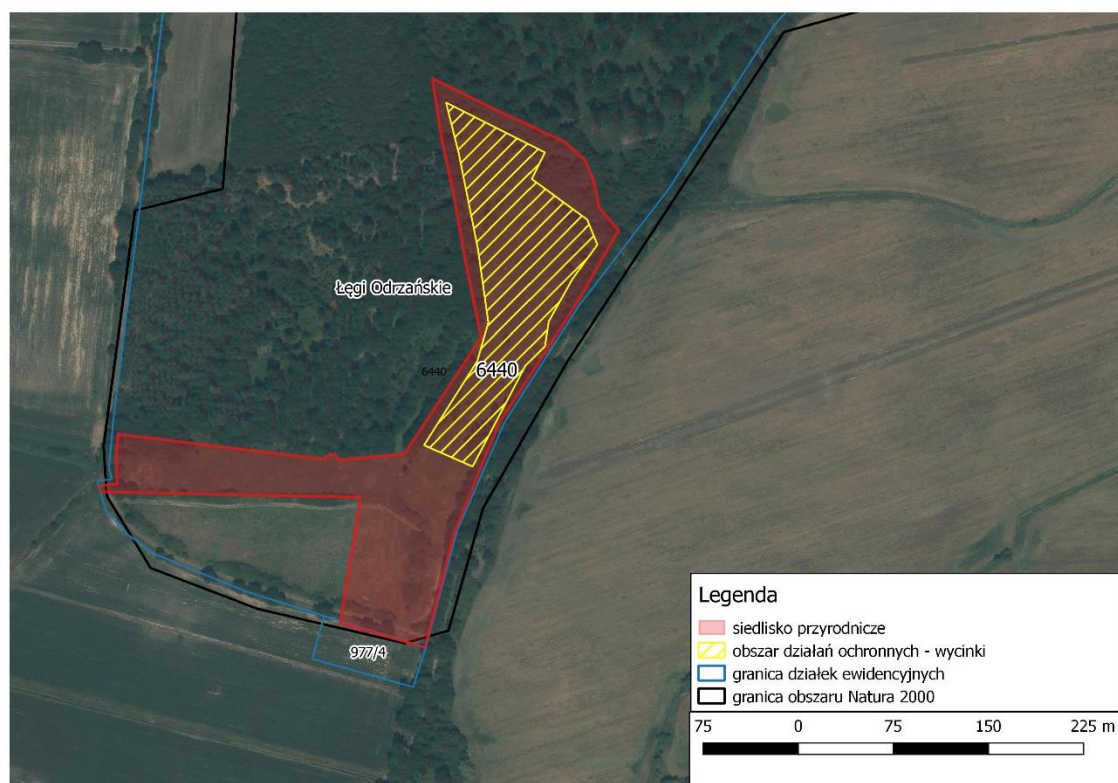 Łęgi Odrzańskie
6440
6440
977/4
Legenda
siedlisko przyrodnicze
obszar działań ochronnych - wycinki
granica działek ewidencyjnych
granica obszaru Natura 2000
75 0 75 150 225 m